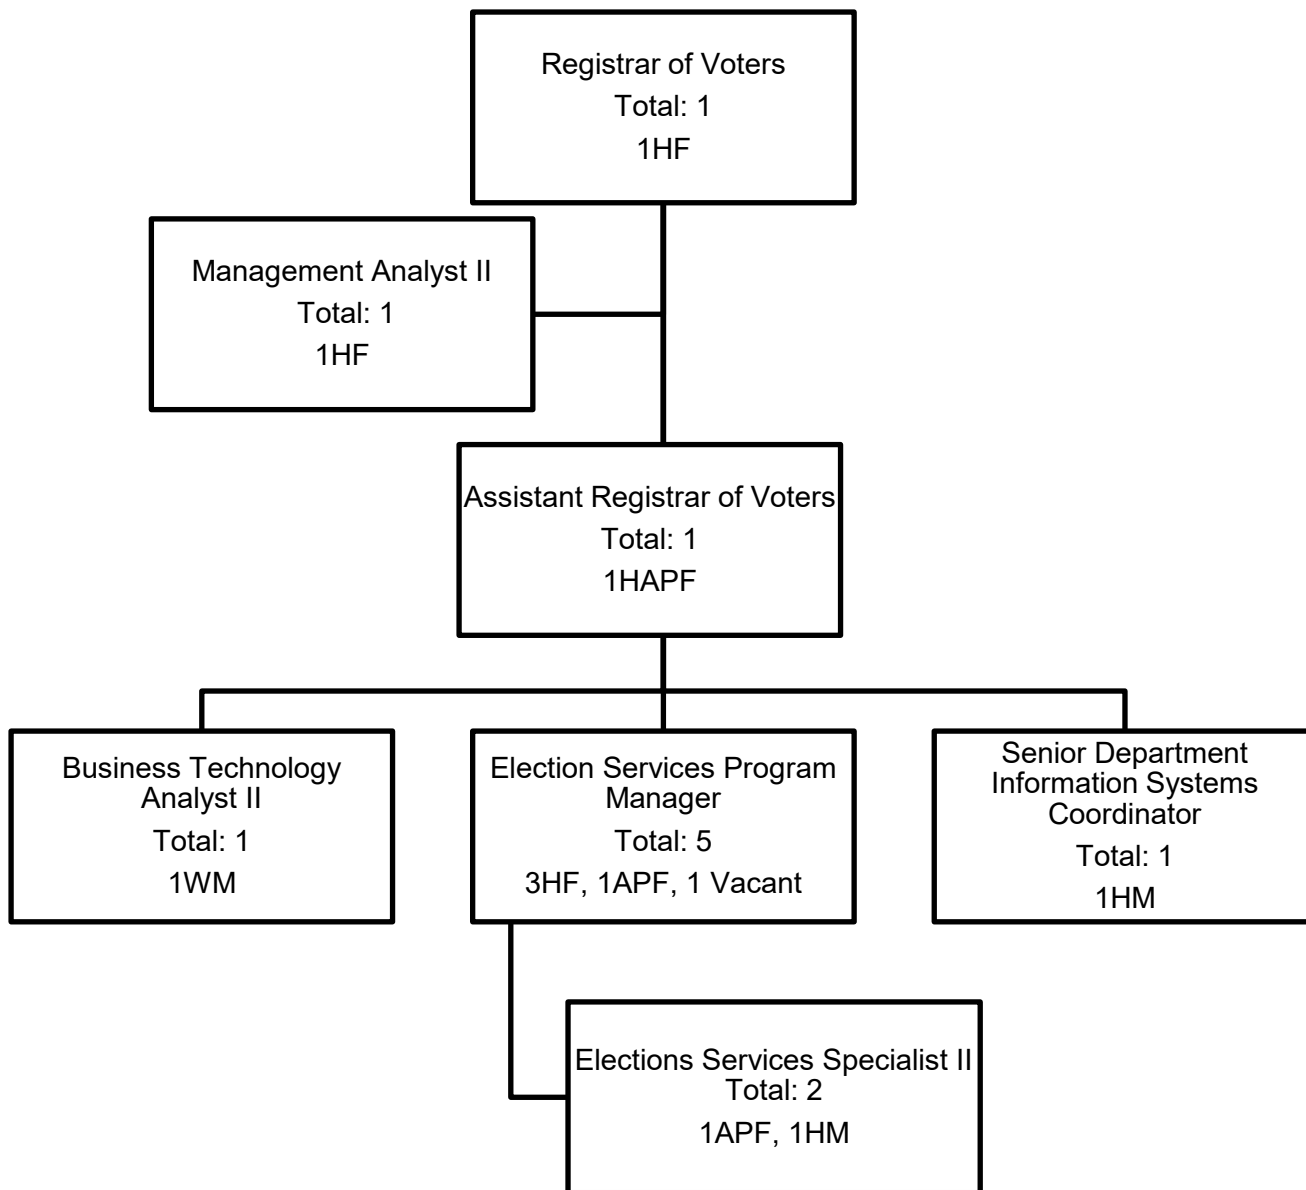 Registrar of Voters
Total: 1
1HF
Management Analyst II
Total: 1
1HF
Assistant Registrar of Voters
Total: 1
1HAPF
Business Technology
Analyst II
Total: 1
1WM
Election Services Program
Manager
Total: 5
3HF, 1APF, 1 Vacant
Senior Department
Information Systems
Coordinator
Total: 1
1HM
Elections Services Specialist II
Total: 2
1APF, 1HM